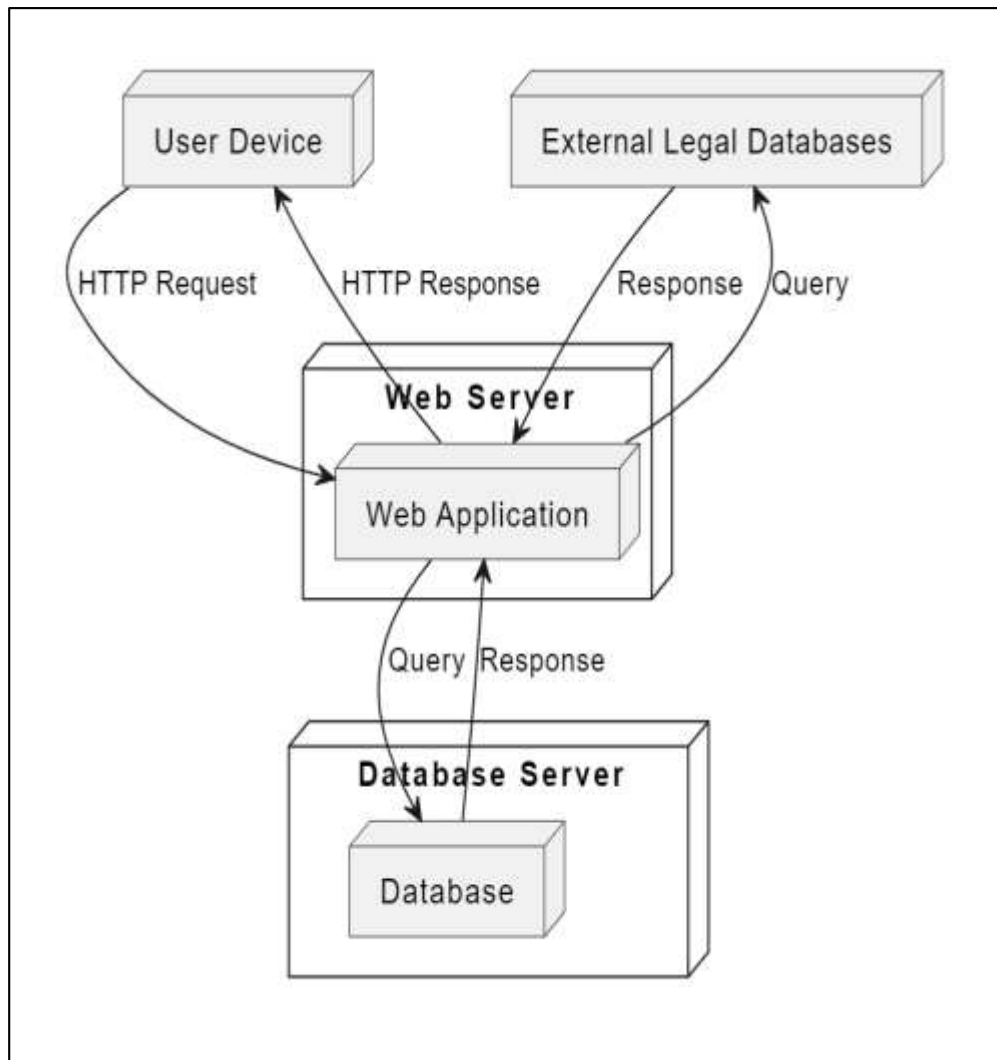 User Device
External Legal Databases
HTTP Request
HTTP Response
Response
Query
Web Server
Web Application
Query
Response
Database Server
Database